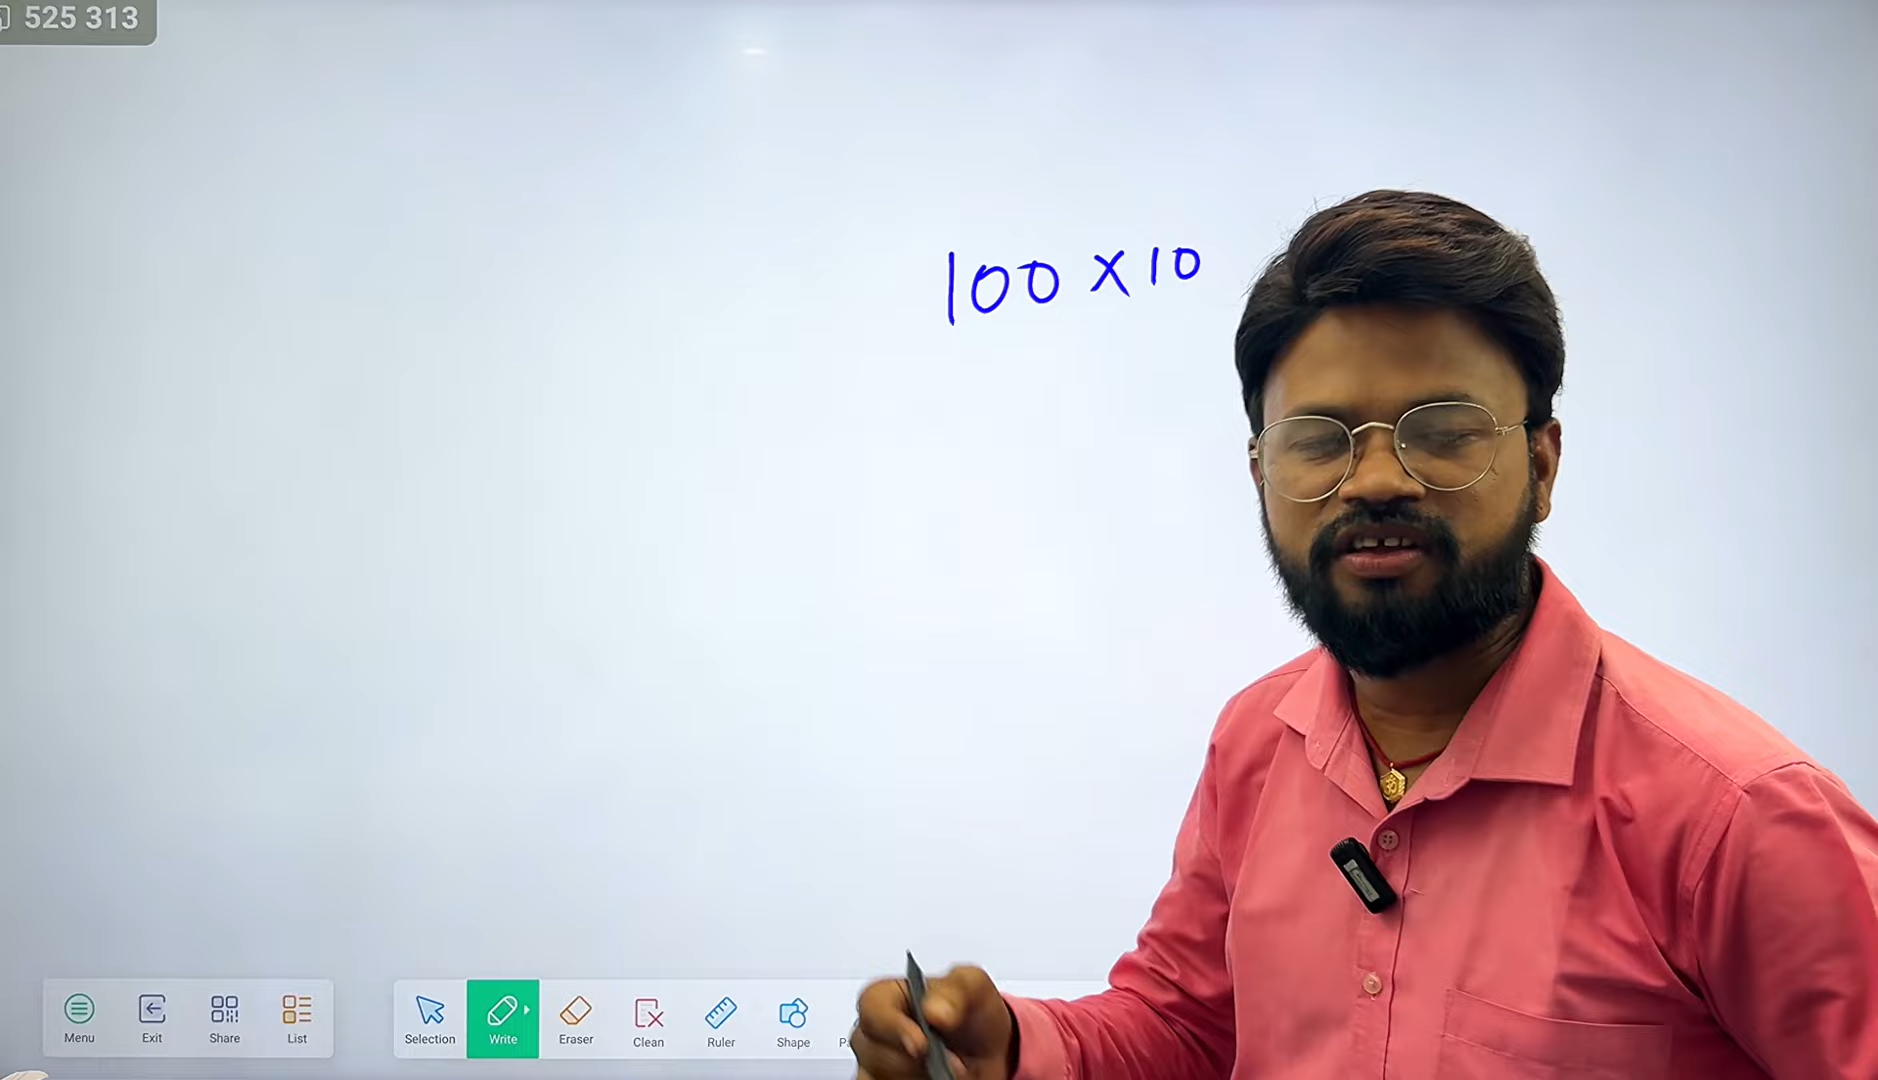 525 313
100 × 10
Menu
Exit
Share
List
Selection
Write
Eraser
Clean
Ruler
Shape